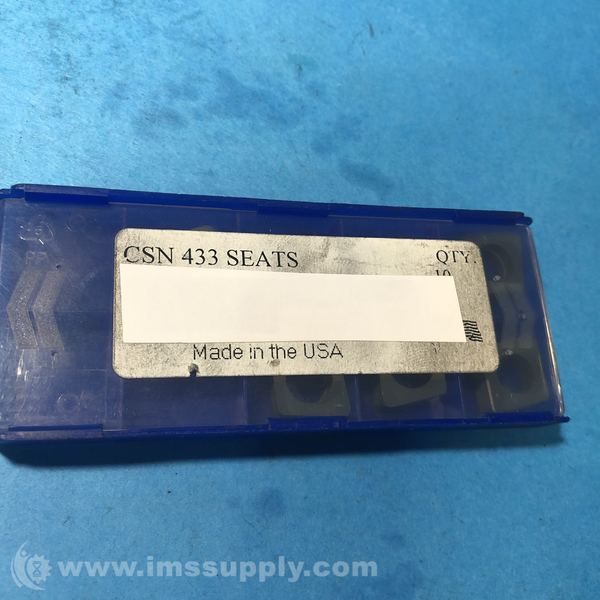 CSN 433 SEATS
QTY.
10
Made in the USA
www.imssupply.com